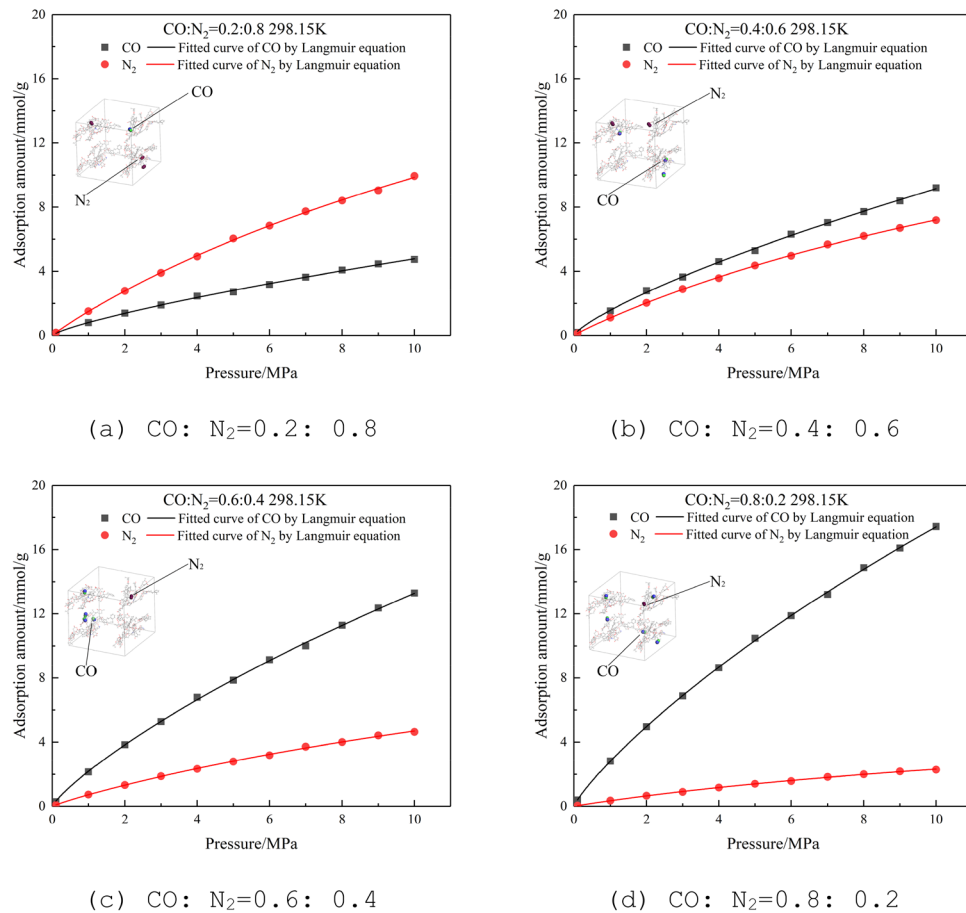 CO:N₂=0.2:0.8 298.15K
CO Fitted curve of CO by Langmuir equation
N₂ Fitted curve of N₂ by Langmuir equation
CO
N₂
Adsorption amount/mmol/g
20
16
12
8
4
0
0 2 4 6 8 10
Pressure/MPa
(a) CO: N₂=0.2: 0.8
CO:N₂=0.4:0.6 298.15K
CO Fitted curve of CO by Langmuir equation
N₂ Fitted curve of N₂ by Langmuir equation
N₂
CO
Adsorption amount/mmol/g
20
16
12
8
4
0
0 2 4 6 8 10
Pressure/MPa
(b) CO: N₂=0.4: 0.6
CO:N₂=0.6:0.4 298.15K
CO Fitted curve of CO by Langmuir equation
N₂ Fitted curve of N₂ by Langmuir equation
N₂
CO
Adsorption amount/mmol/g
20
16
12
8
4
0
0 2 4 6 8 10
Pressure/MPa
(c) CO: N₂=0.6: 0.4
CO:N₂=0.8:0.2 298.15K
CO Fitted curve of CO by Langmuir equation
N₂ Fitted curve of N₂ by Langmuir equation
N₂
CO
Adsorption amount/mmol/g
20
16
12
8
4
0
0 2 4 6 8 10
Pressure/MPa
(d) CO: N₂=0.8: 0.2